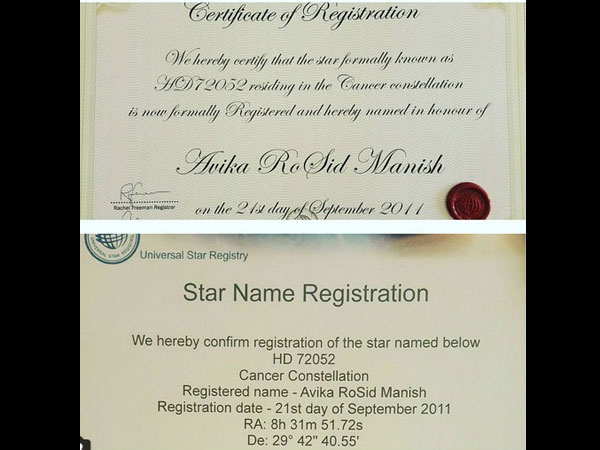 Certificate of Registration
We hereby certify that the star formally known as
HD72052 residing in the Cancer constellation
is now formally Registered and hereby named in honour of
Avika RoSid Manish
Rachel Freeman Registrar
on the 21st day of September 2011
UNIVERSAL STAR REGISTRY
Universal Star Registry
Star Name Registration
We hereby confirm registration of the star named below
HD 72052
Cancer Constellation
Registered name - Avika RoSid Manish
Registration date - 21st day of September 2011
RA: 8h 31m 51.72s
De: 29° 42" 40.55'